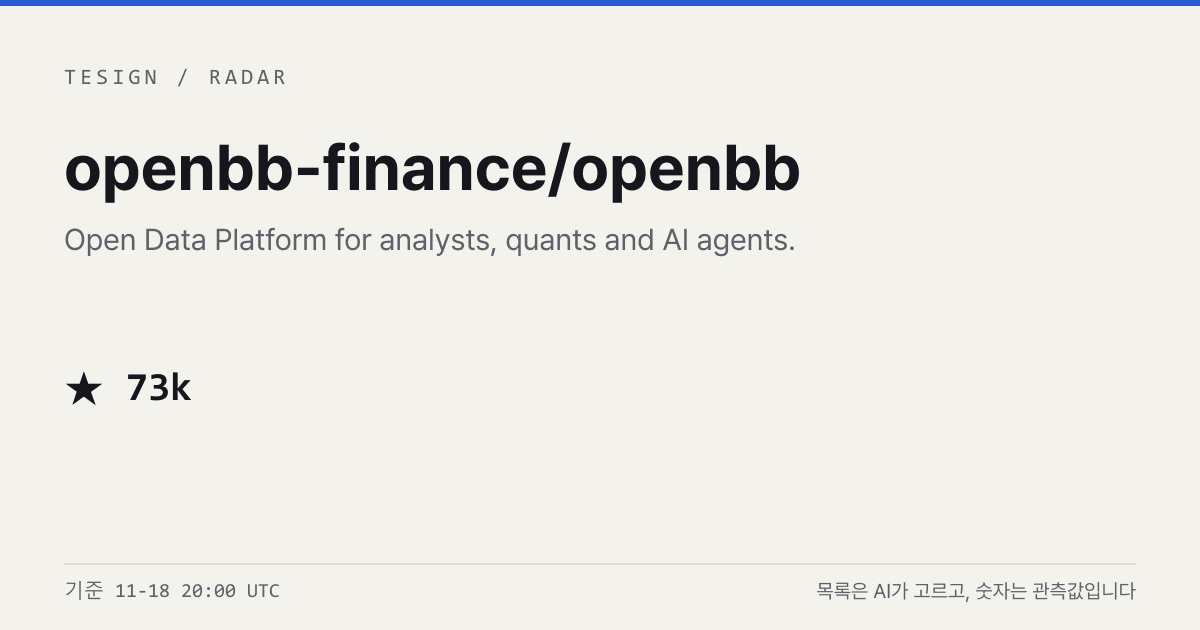 TESIGN / RADAR
openbb-finance/openbb
Open Data Platform for analysts, quants and AI agents.
★ 73k
기준 11-18 20:00 UTC
목록은 AI가 고르고, 숫자는 관측값입니다